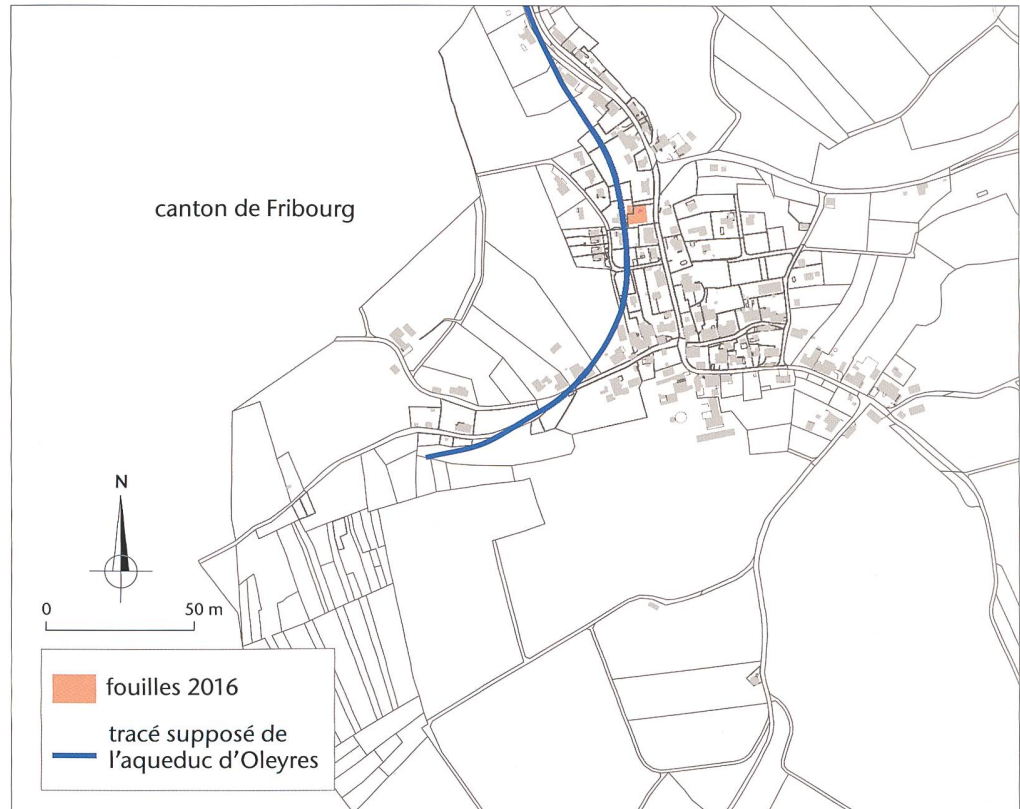 canton de Fribourg
N
0 50 m
fouilles 2016
tracé supposé de
l'aqueduc d'Oleyres